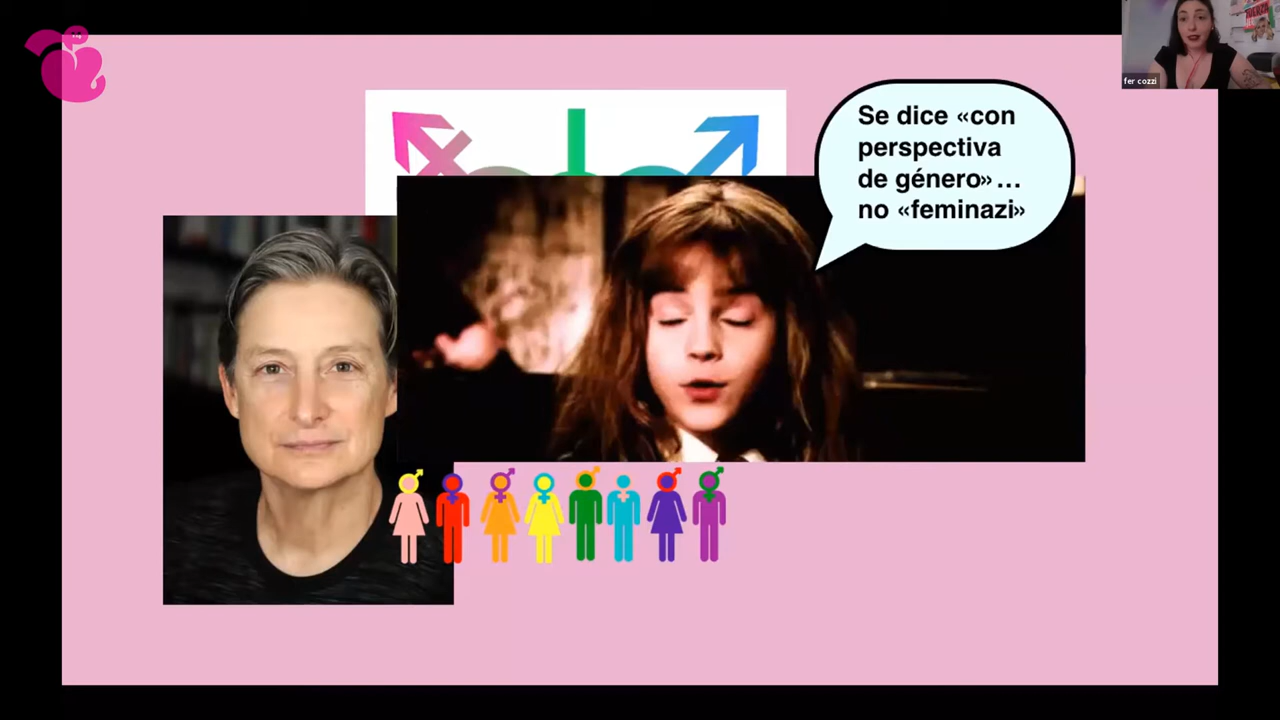 fer cozzi
Se dice «con
perspectiva
de género»...
no «feminazi»